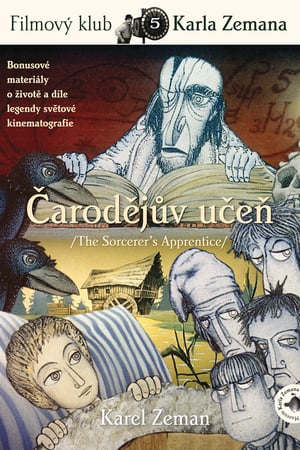 Filmový klub 5 Karla Zemana
Bonusové
materiály
o životě a díle
legendy světové
kinematografie
Čarodějův učeň
/The Sorcerer's Apprentice/
Karel Zeman